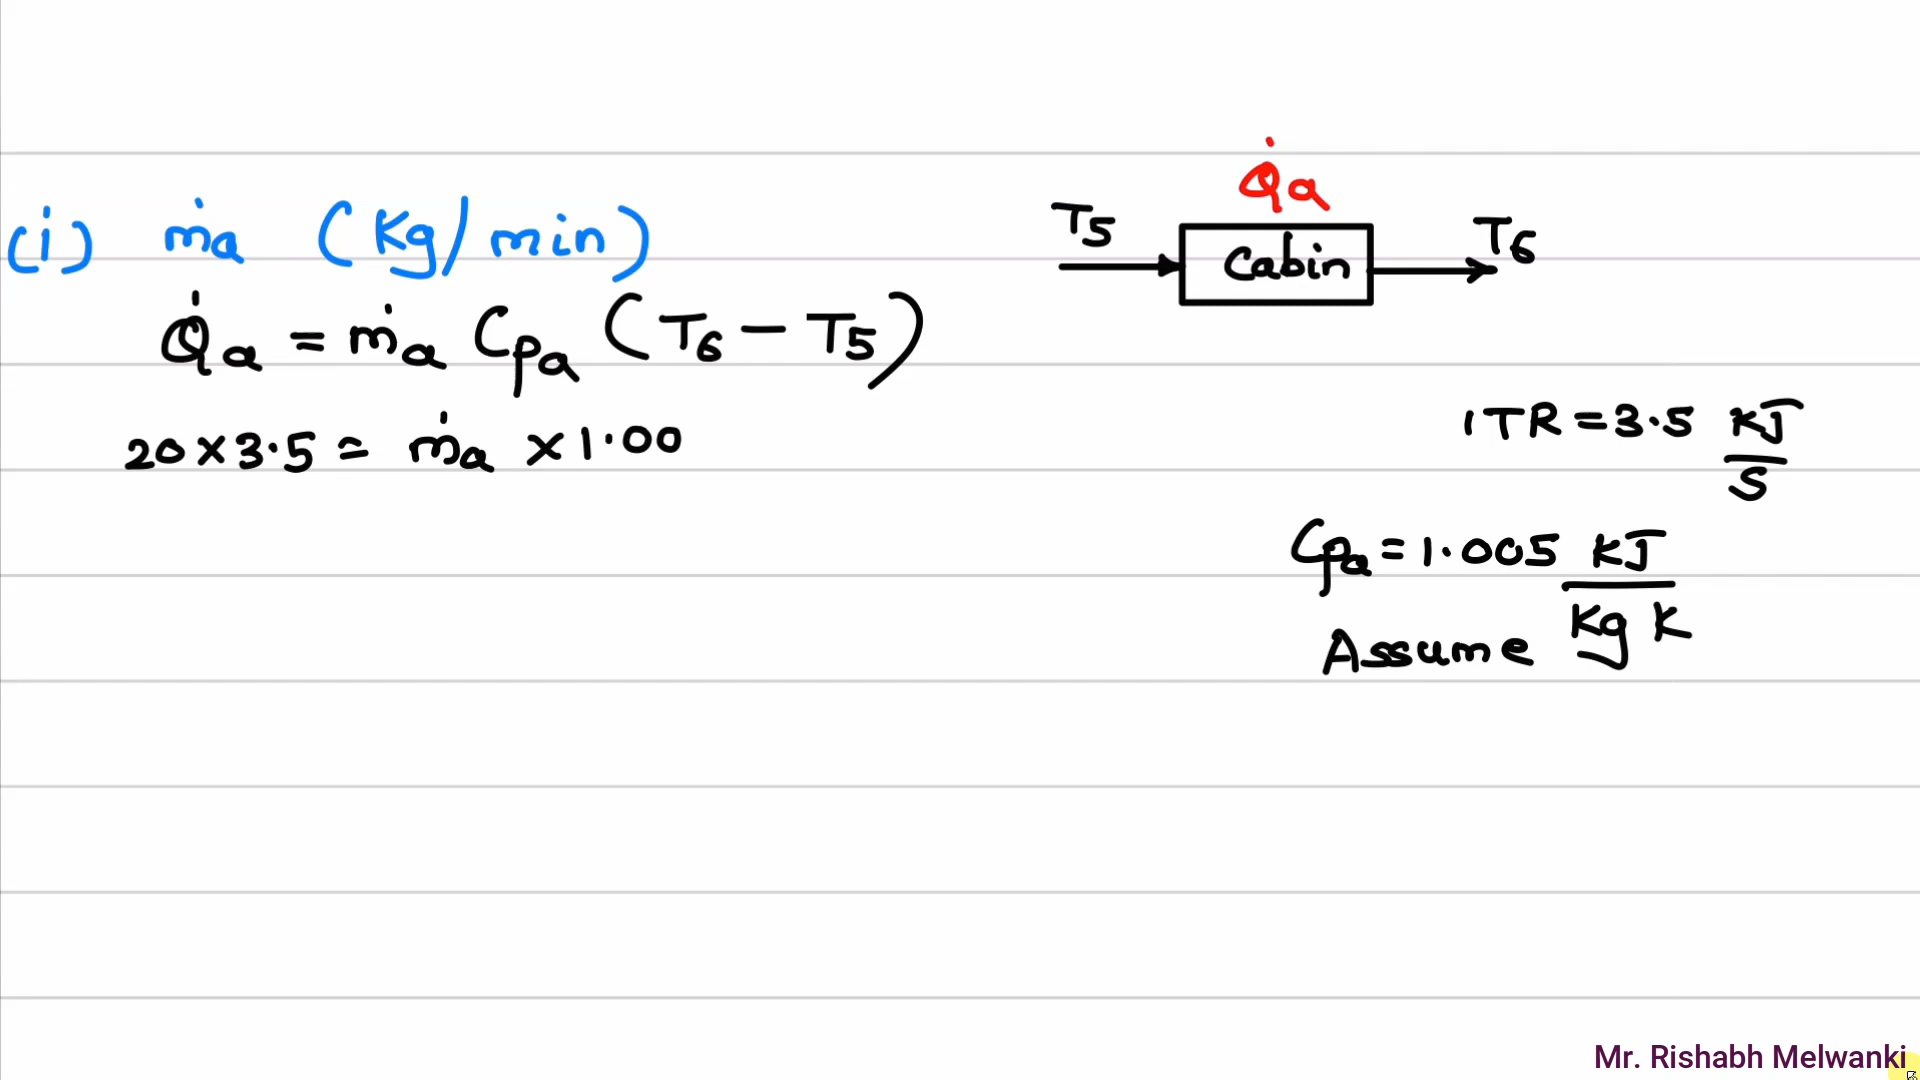 (i) ṁa (Kg/min)
Q̇a = ṁa Cpa (T6 – T5)
20 × 3.5 = ṁa × 1.00
Q̇a
T5
Cabin
T6
1TR = 3.5 kJ/s
Cpa = 1.005 kJ/kg K
Assume
Mr. Rishabh Melwanki